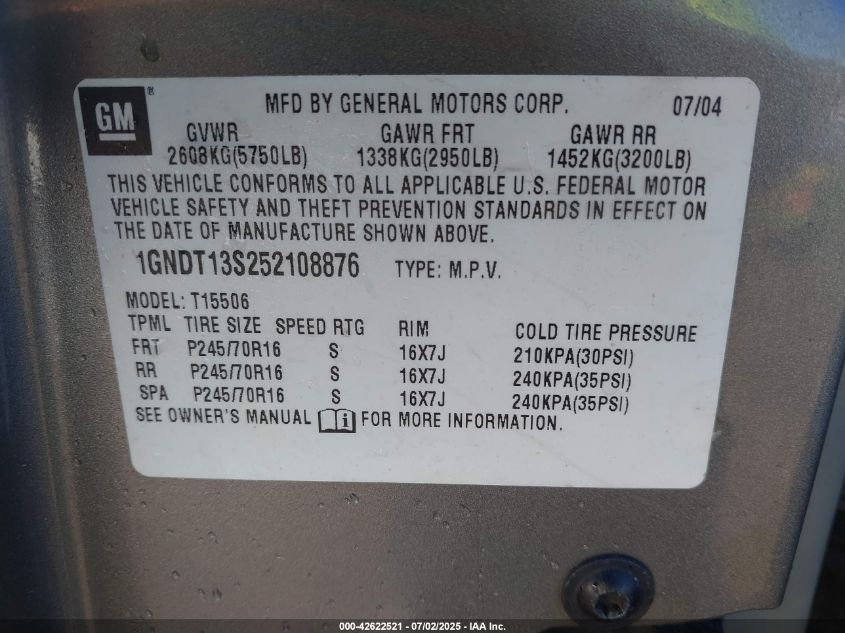 GM® MFD BY GENERAL MOTORS CORP. 07/04
GVWR GAWR FRT GAWR RR
2608KG(5750LB) 1338KG(2950LB) 1452KG(3200LB)
THIS VEHICLE CONFORMS TO ALL APPLICABLE U.S. FEDERAL MOTOR
VEHICLE SAFETY AND THEFT PREVENTION STANDARDS IN EFFECT ON
THE DATE OF MANUFACTURE SHOWN ABOVE.
1GNDT13S252108876 TYPE: M.P.V.
MODEL: T15506
TPML TIRE SIZE SPEED RTG RIM COLD TIRE PRESSURE
FRT P245/70R16 S 16X7J 210KPA(30PSI)
RR P245/70R16 S 16X7J 240KPA(35PSI)
SPA P245/70R16 S 16X7J 240KPA(35PSI)
SEE OWNER'S MANUAL i FOR MORE INFORMATION.
000-42622521 - 07/02/2025 - IAA Inc.